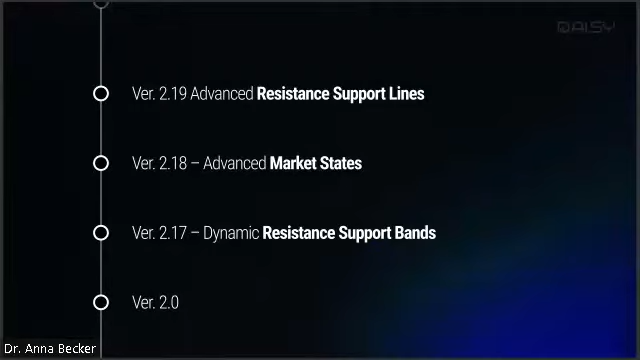 DAISY
Ver. 2.19 Advanced Resistance Support Lines
Ver. 2.18 – Advanced Market States
Ver. 2.17 – Dynamic Resistance Support Bands
Ver. 2.0
Dr. Anna Becker